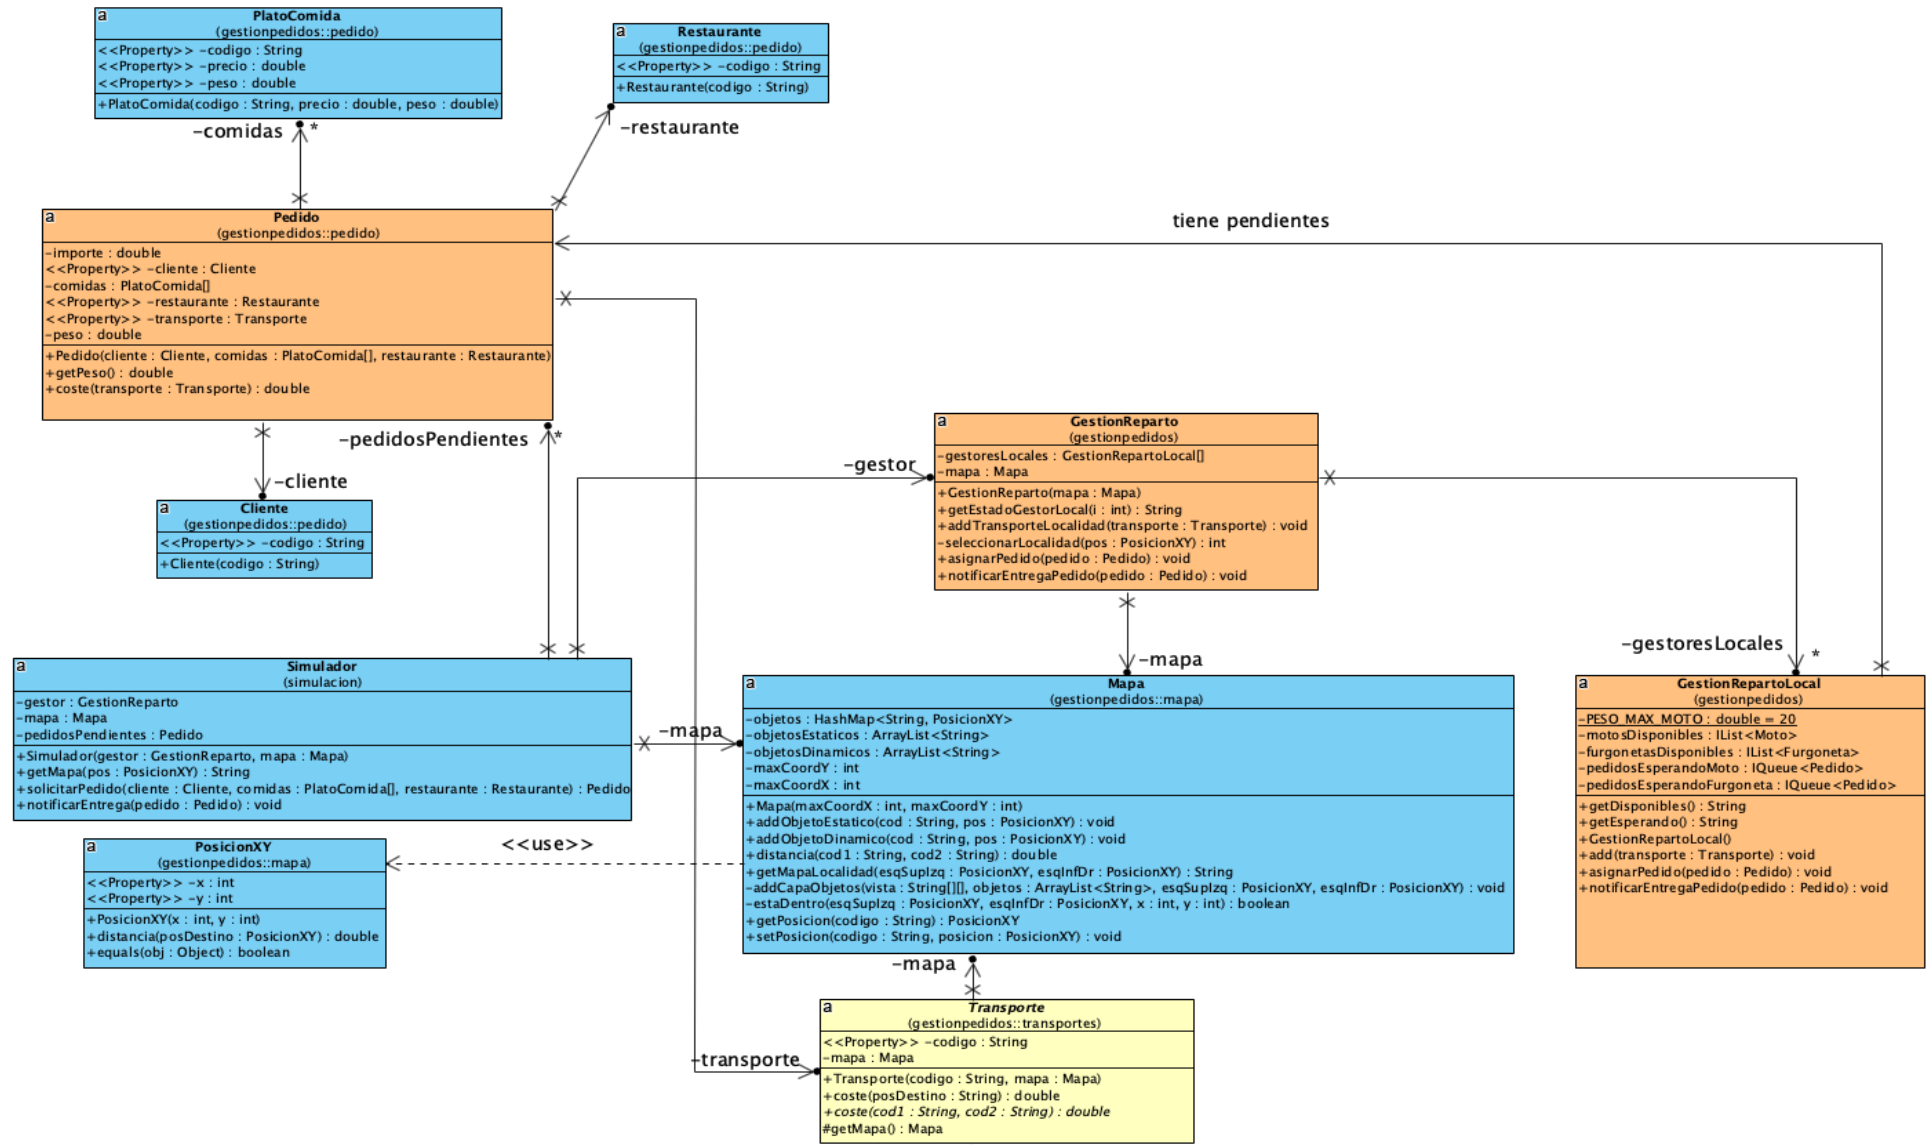 a
PlatoComida
(gestionpedidos::pedido)
<<Property>> -codigo : String
<<Property>> -precio : double
<<Property>> -peso : double
+PlatoComida(codigo : String, precio : double, peso : double)
-comidas
*
a
Restaurante
(gestionpedidos::pedido)
<<Property>> -codigo : String
+Restaurante(codigo : String)
-restaurante
a
Pedido
(gestionpedidos::pedido)
-importe : double
<<Property>> -cliente : Cliente
-comidas : PlatoComida[]
<<Property>> -restaurante : Restaurante
<<Property>> -transporte : Transporte
-peso : double
+Pedido(cliente : Cliente, comidas : PlatoComida[], restaurante : Restaurante)
+getPeso() : double
+coste(transporte : Transporte) : double
tiene pendientes
-pedidosPendientes
*
-cliente
a
Cliente
(gestionpedidos::pedido)
<<Property>> -codigo : String
+Cliente(codigo : String)
-gestor
a
GestionReparto
(gestionpedidos)
-gestoresLocales : GestionRepartoLocal[]
-mapa : Mapa
+GestionReparto(mapa : Mapa)
+getEstadoGestorLocal(i : int) : String
+addTransporteLocalidad(transporte : Transporte) : void
-seleccionarLocalidad(pos : PosicionXY) : int
+asignarPedido(pedido : Pedido) : void
+notificarEntregaPedido(pedido : Pedido) : void
-mapa
-gestoresLocales
*
a
Simulador
(simulacion)
-gestor : GestionReparto
-mapa : Mapa
-pedidosPendientes : Pedido
+Simulador(gestor : GestionReparto, mapa : Mapa)
+getMapa(pos : PosicionXY) : String
+solicitarPedido(cliente : Cliente, comidas : PlatoComida[], restaurante : Restaurante) : Pedido
+notificarEntrega(pedido : Pedido) : void
-mapa
a
Mapa
(gestionpedidos::mapa)
-objetos : HashMap<String, PosicionXY>
-objetosEstaticos : ArrayList<String>
-objetosDinamicos : ArrayList<String>
-maxCoordY : int
-maxCoordX : int
+Mapa(maxCoordX : int, maxCoordY : int)
+addObjetoEstatico(cod : String, pos : PosicionXY) : void
+addObjetoDinamico(cod : String, pos : PosicionXY) : void
+distancia(cod1 : String, cod2 : String) : double
+getMapaLocalidad(esqSupIzq : PosicionXY, esqInfDr : PosicionXY) : String
-addCapaObjetos(vista : String[][], objetos : ArrayList<String>, esqSupIzq : PosicionXY, esqInfDr : PosicionXY) : void
-estaDentro(esqSupIzq : PosicionXY, esqInfDr : PosicionXY, x : int, y : int) : boolean
+getPosicion(codigo : String) : PosicionXY
+setPosicion(codigo : String, posicion : PosicionXY) : void
a
GestionRepartoLocal
(gestionpedidos)
-PESO_MAX_MOTO : double = 20
-motosDisponibles : IList<Moto>
-furgonetasDisponibles : IList<Furgoneta>
-pedidosEsperandoMoto : IQueue<Pedido>
-pedidosEsperandoFurgoneta : IQueue<Pedido>
+getDisponibles() : String
+getEsperando() : String
+GestionRepartoLocal()
+add(transporte : Transporte) : void
+asignarPedido(pedido : Pedido) : void
+notificarEntregaPedido(pedido : Pedido) : void
a
PosicionXY
(gestionpedidos::mapa)
<<Property>> -x : int
<<Property>> -y : int
+PosicionXY(x : int, y : int)
+distancia(posDestino : PosicionXY) : double
+equals(obj : Object) : boolean
<<use>>
-mapa
-transporte
a
Transporte
(gestionpedidos::transportes)
<<Property>> -codigo : String
-mapa : Mapa
+Transporte(codigo : String, mapa : Mapa)
+coste(posDestino : String) : double
+coste(cod1 : String, cod2 : String) : double
#getMapa() : Mapa